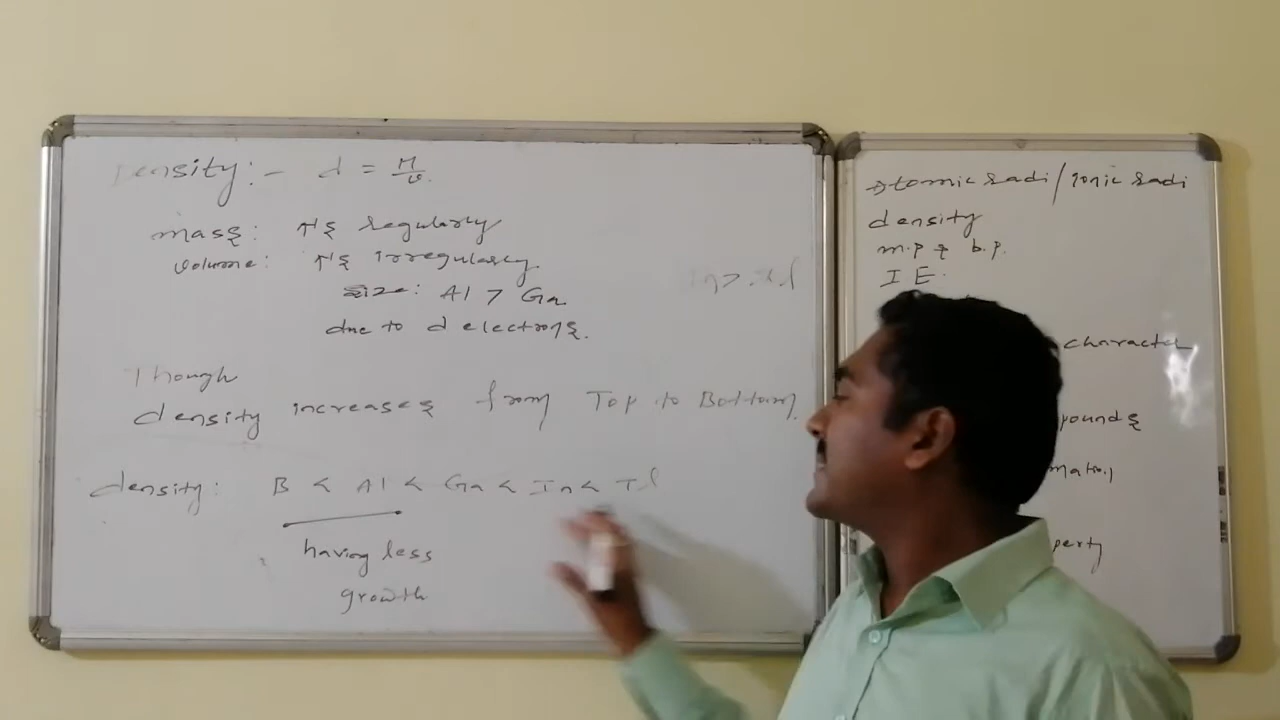 Density:- d = M/v.
mass: ↑s regularly
volume: ↑s irregularly
size: Al > Ga
due to d electrons.
Though
density increases from Top to Bottom.
density: B < Al < Ga < In < Tl
having less
growth
Atomic radi/Ionic radi
density
m.p & b.p.
I E.
character
pounds
perty